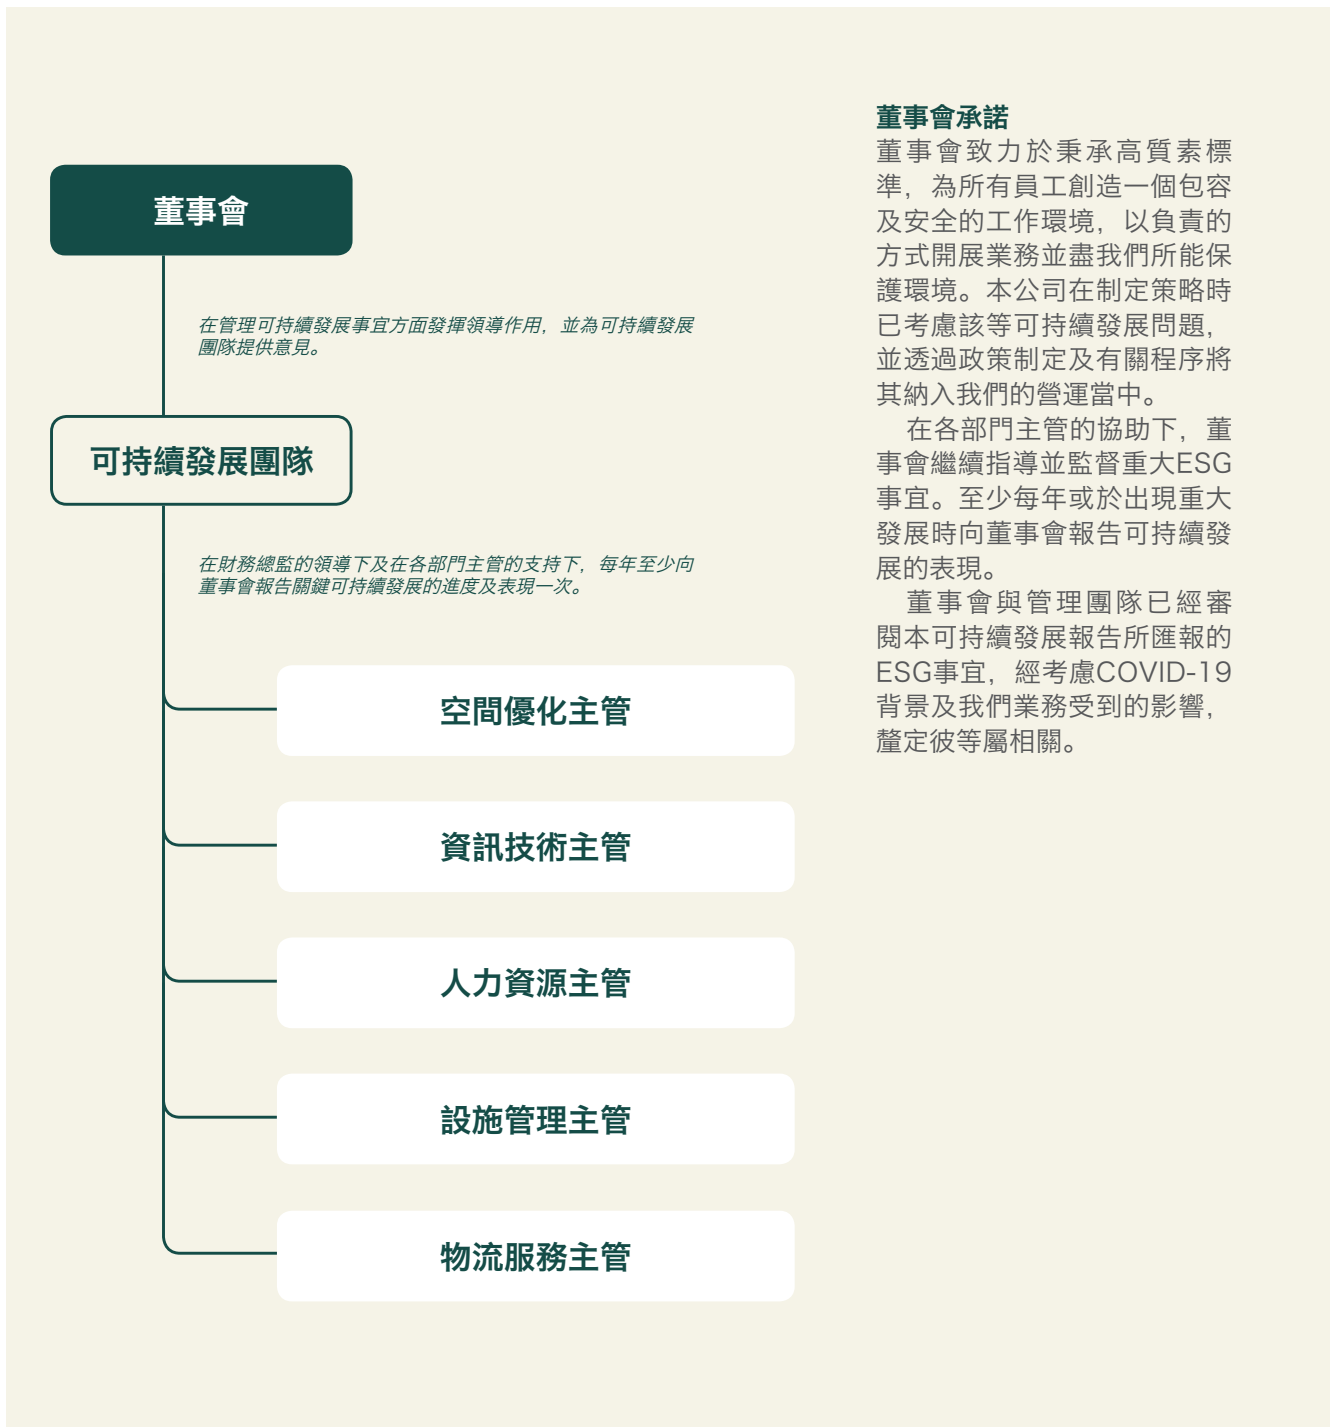 董事會
在管理可持續發展事宜方面發揮領導作用，並為可持續發展
團隊提供意見。
可持續發展團隊
在財務總監的領導下及在各部門主管的支持下，每年至少向
董事會報告關鍵可持續發展的進度及表現一次。
空間優化主管
資訊技術主管
人力資源主管
設施管理主管
物流服務主管
董事會承諾
董事會致力於秉承高質素標
準，為所有員工創造一個包容
及安全的工作環境，以負責的
方式開展業務並盡我們所能保
護環境。本公司在制定策略時
已考慮該等可持續發展問題，
並透過政策制定及有關程序將
其納入我們的營運當中。
在各部門主管的協助下，董
事會繼續指導並監督重大ESG
事宜。至少每年或於出現重大
發展時向董事會報告可持續發
展的表現。
董事會與管理團隊已經審
閱本可持續發展報告所匯報的
ESG事宜，經考慮COVID-19
背景及我們業務受到的影響，
釐定彼等屬相關。